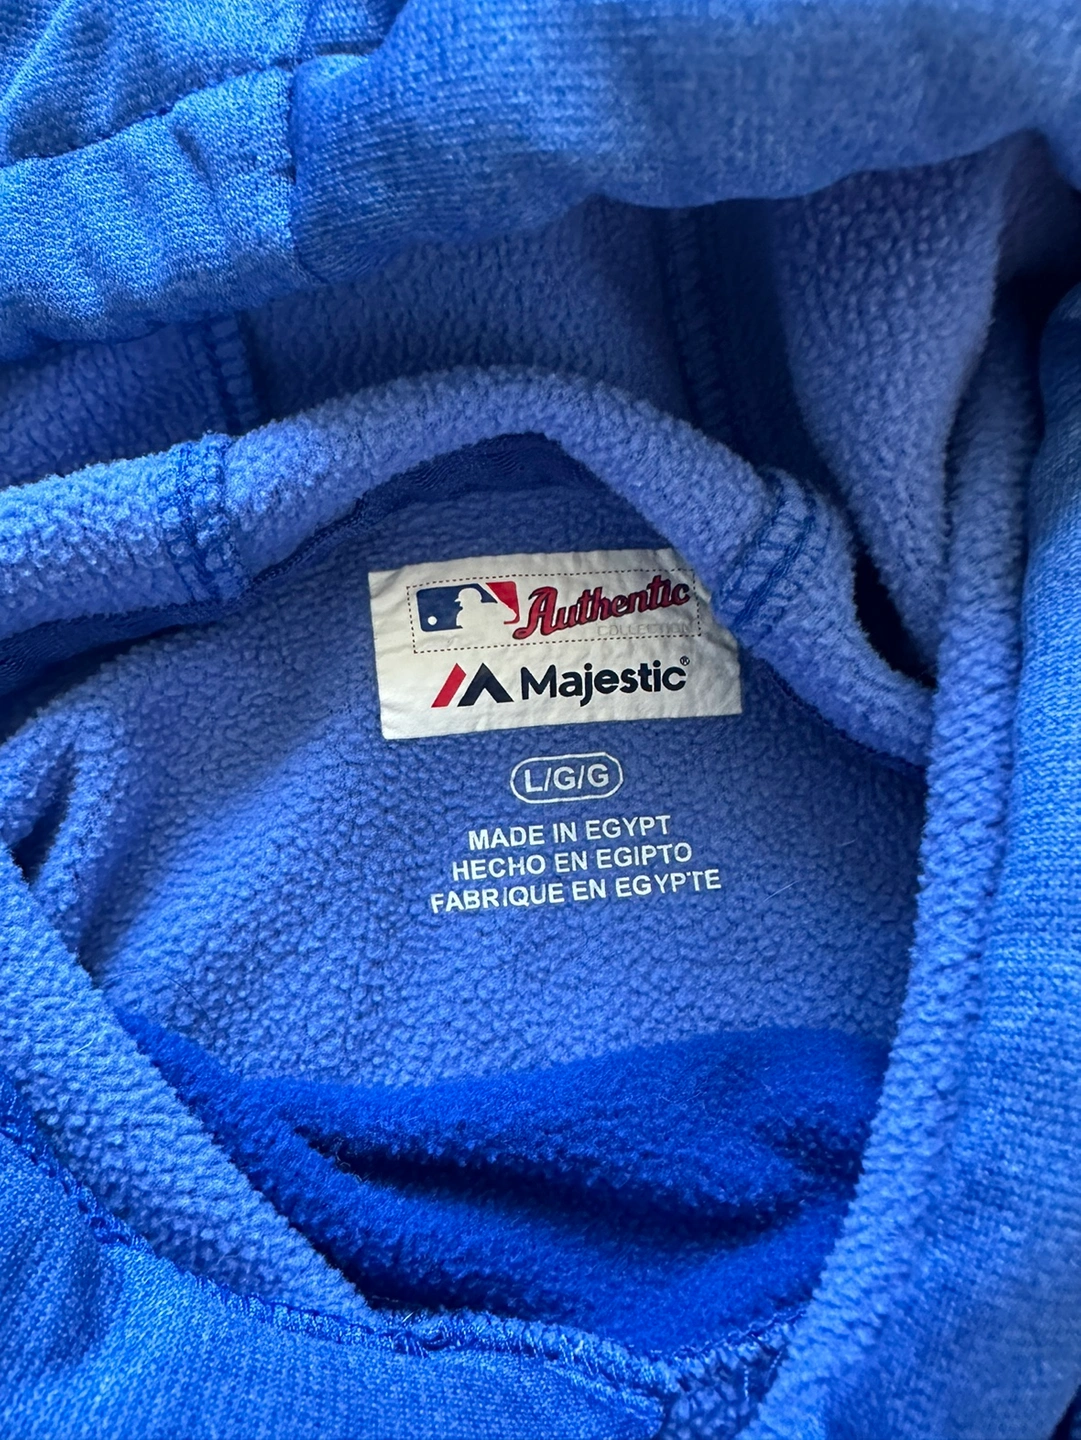 Authentic
COLLECTION
Majestic®
L/G/G
MADE IN EGYPT
HECHO EN EGIPTO
FABRIQUE EN EGYPTE